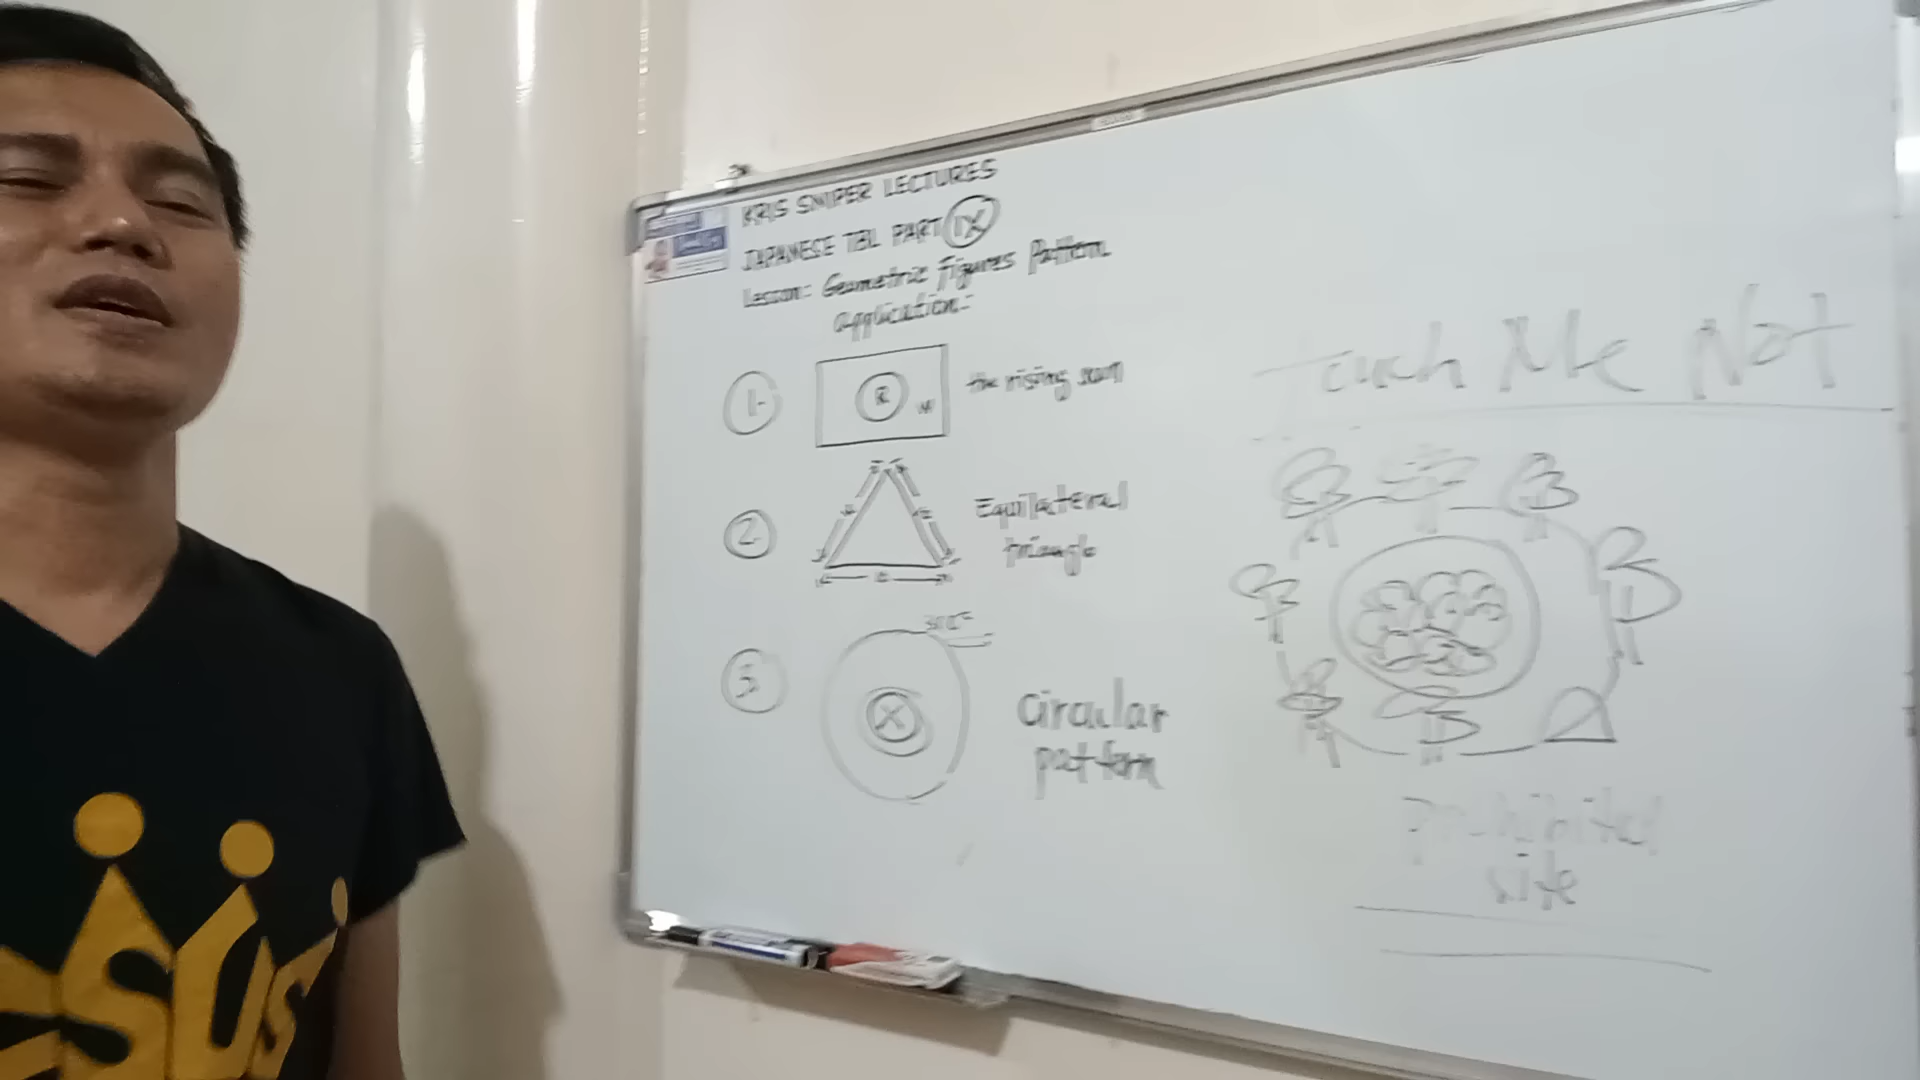 KRIS SNIPER LECTURES
JAPANESE TBL PART IX
Lesson: Geometric figures Pattern
application:
1- R W the rising sun
2 Equilateral
triangle
3 X
circular
pattern
Touch Me Not
prohibited
site
SUS